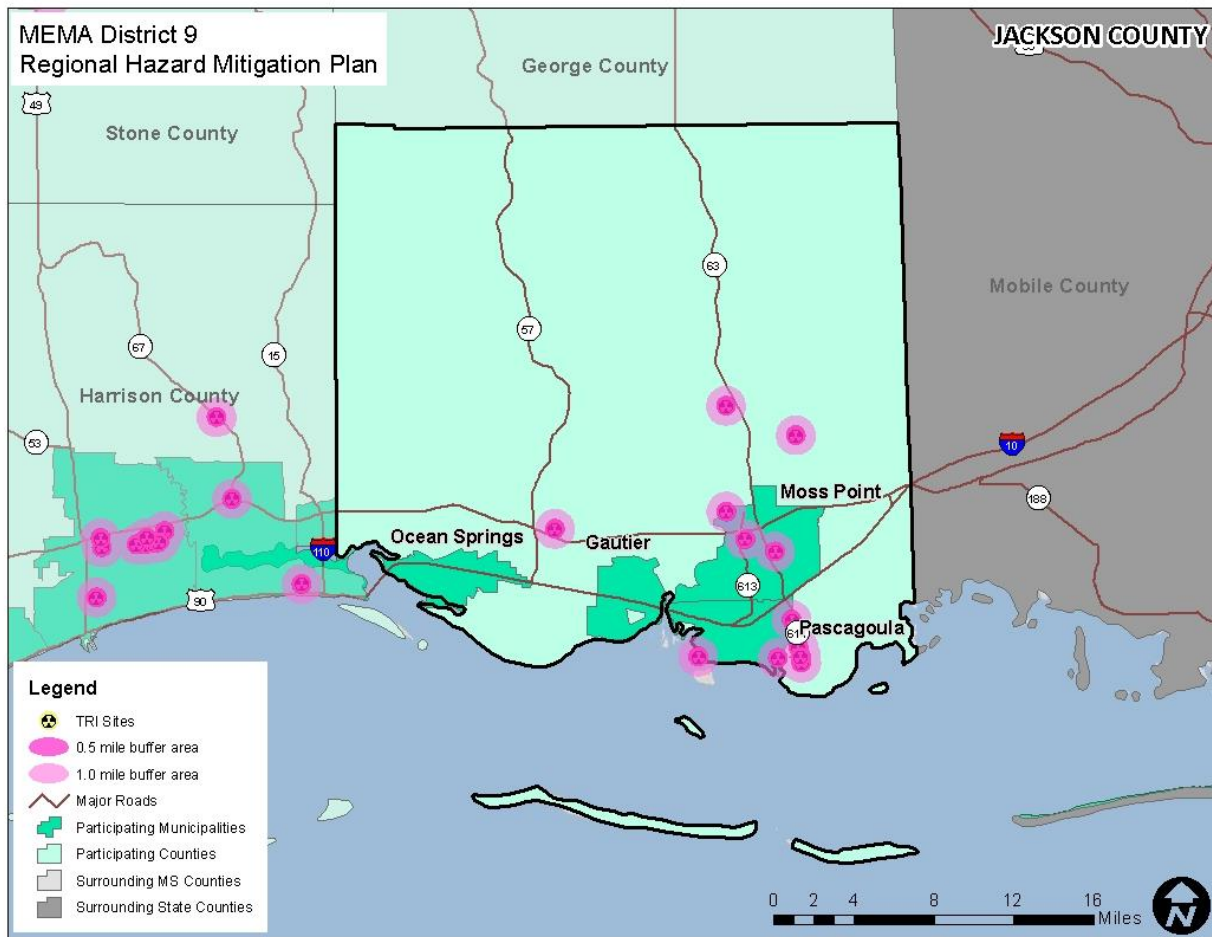 MEMA District 9
Regional Hazard Mitigation Plan
JACKSON COUNTY
George County
49
Stone County
63
57
Mobile County
67
15
Harrison County
53
10
188
Moss Point
Ocean Springs
Gautier
110
90
613
Pascagoula
Legend
TRI Sites
0.5 mile buffer area
1.0 mile buffer area
Major Roads
Participating Municipalities
Participating Counties
Surrounding MS Counties
Surrounding State Counties
0 2 4 8 12 16
Miles
N